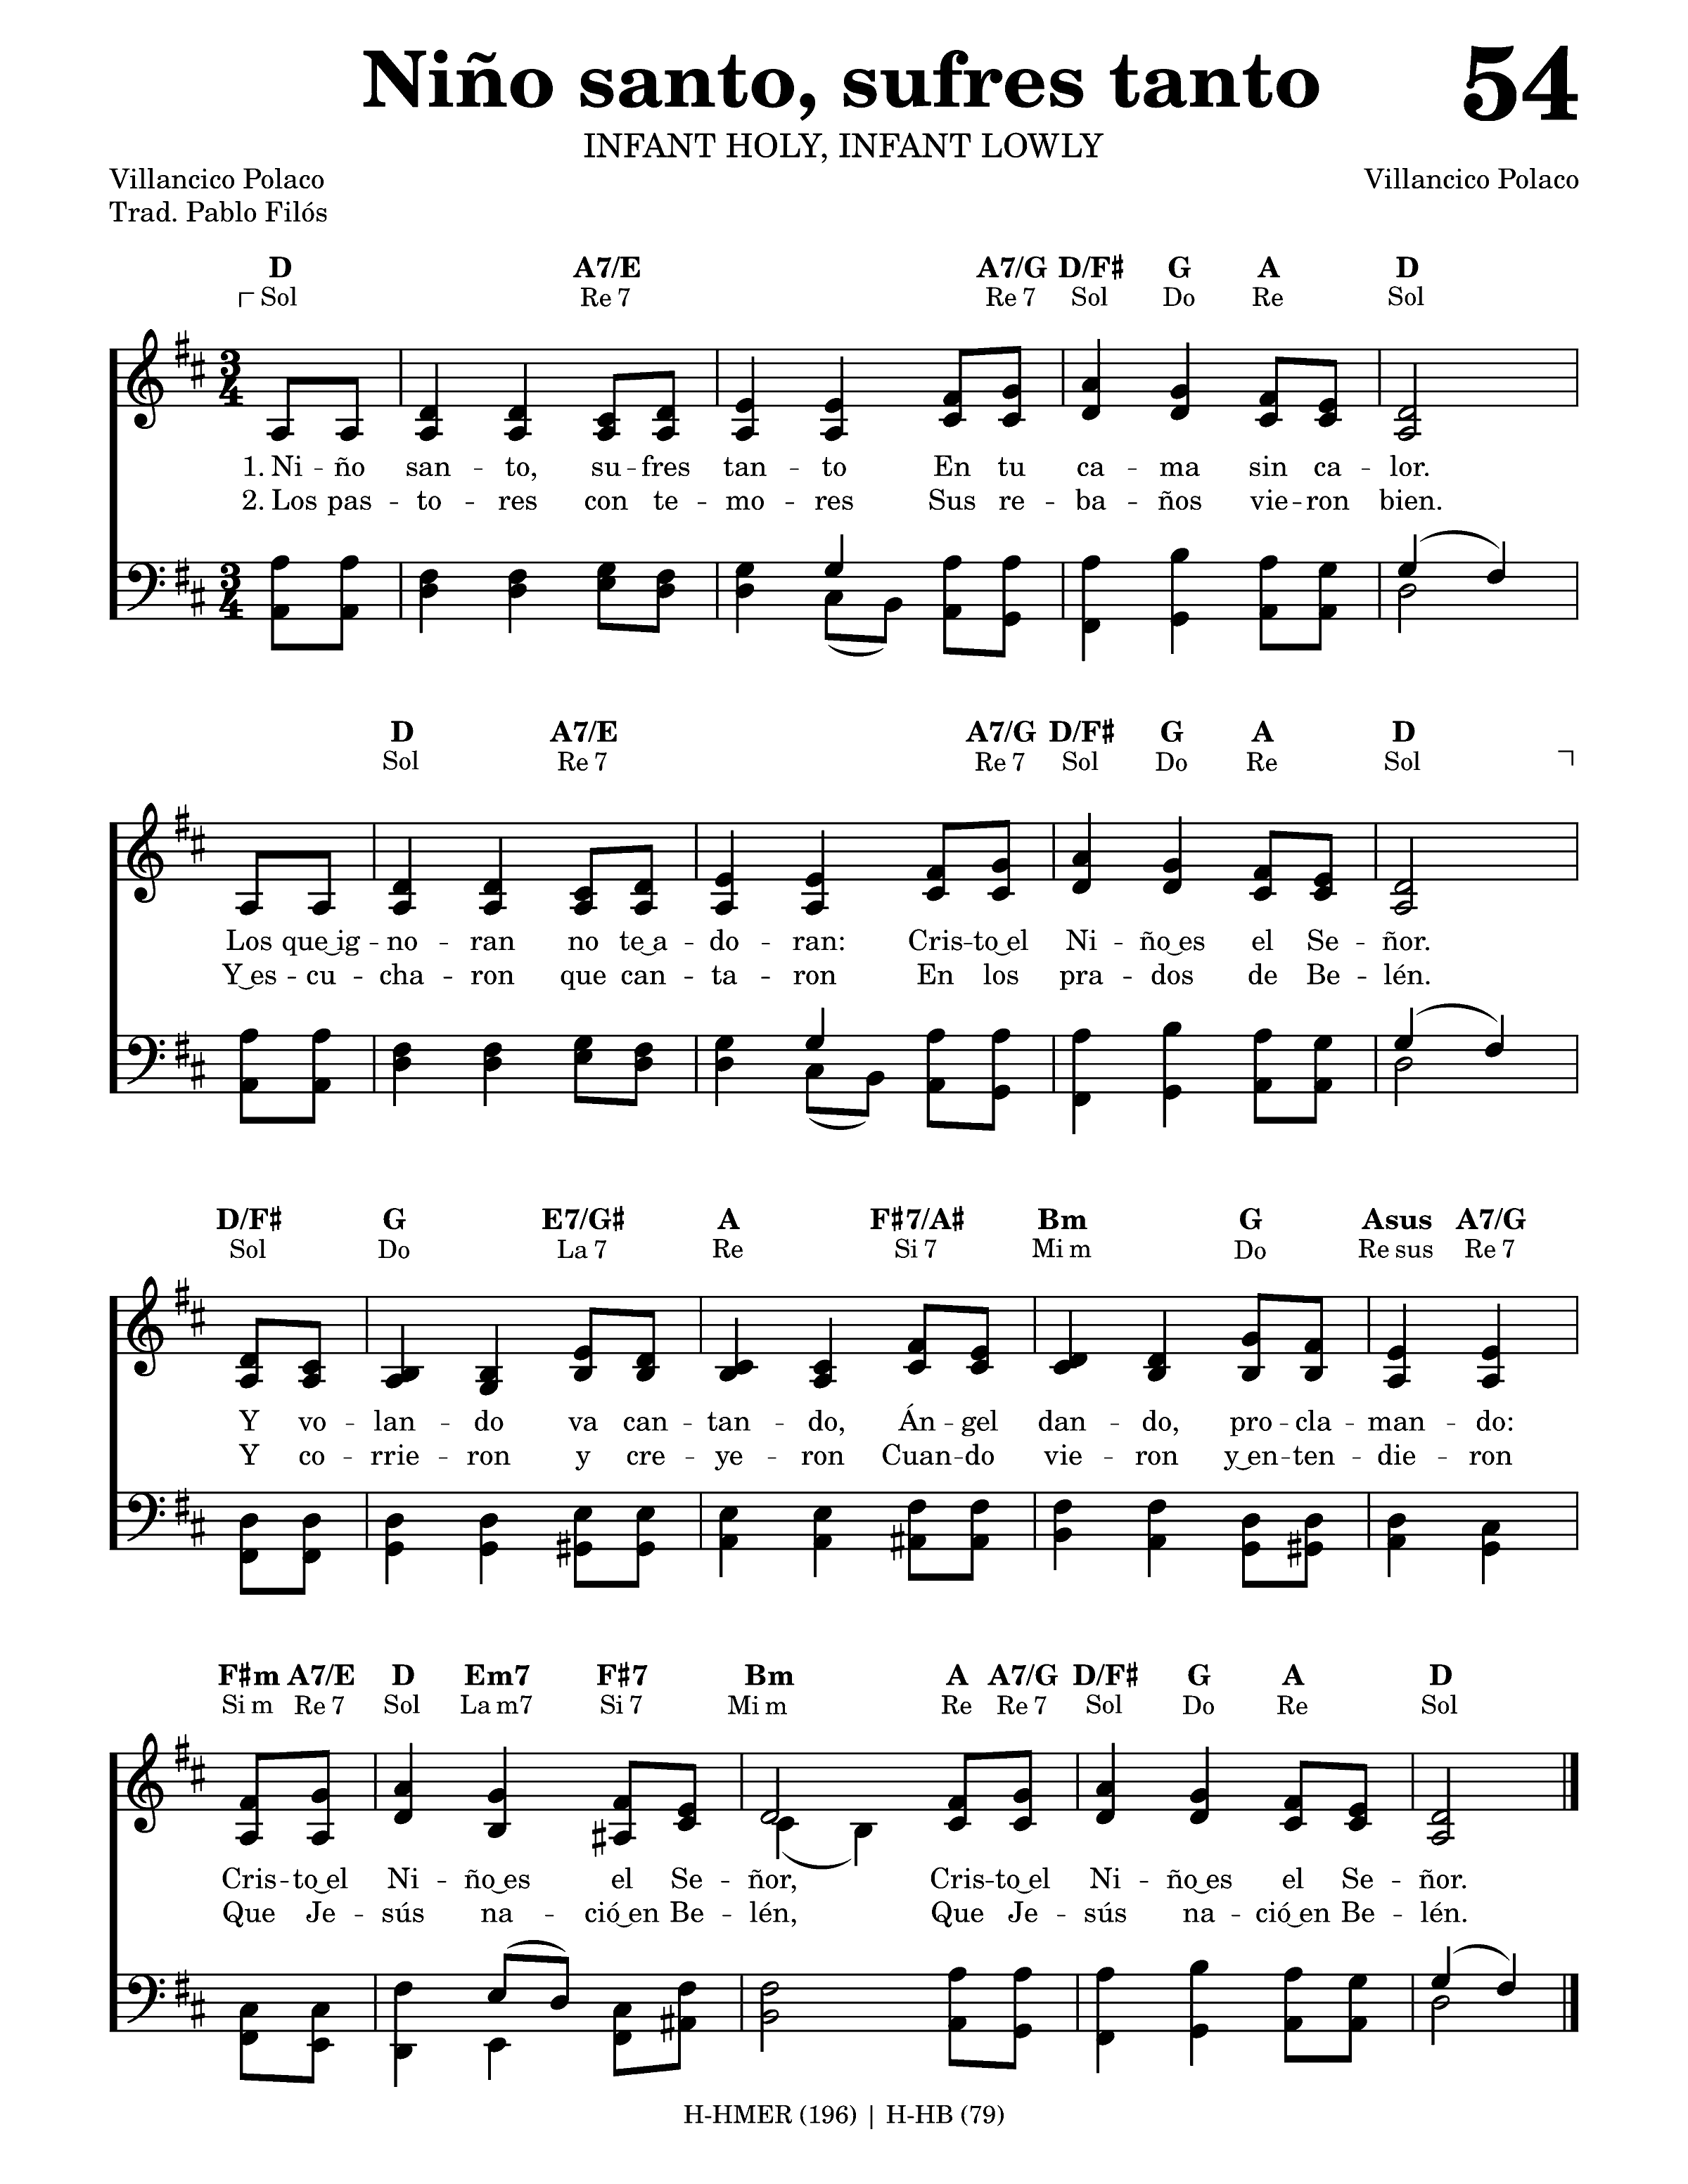 Niño santo, sufres tanto 54
INFANT HOLY, INFANT LOWLY
Villancico Polaco Villancico Polaco
Trad. Pablo Filós
D A7/E A7/G D/F♯ G A D
Sol Re 7 Re 7 Sol Do Re Sol
3 4
1. Ni – ño san – to, su – fres tan – to En tu ca – ma sin ca – lor.
2. Los pas – to – res con te – mo – res Sus re – ba – ños vie – ron bien.
3 4
D A7/E A7/G D/F♯ G A D
Sol Re 7 Re 7 Sol Do Re Sol
Los que‿ig – no – ran no te‿a – do – ran: Cris – to‿el Ni – ño‿es el Se – ñor.
Y‿es – cu – cha – ron que can – ta – ron En los pra – dos de Be – lén.
D/F♯ G E7/G♯ A F♯7/A♯ Bm G Asus A7/G
Sol Do La 7 Re Si 7 Mi m Do Re sus Re 7
Y vo – lan – do va can – tan – do, Án – gel dan – do, pro – cla – man – do:
Y co – rrie – ron y cre – ye – ron Cuan – do vie – ron y‿en – ten – die – ron
F♯m A7/E D Em7 F♯7 Bm A A7/G D/F♯ G A D
Si m Re 7 Sol La m7 Si 7 Mi m Re Re 7 Sol Do Re Sol
Cris – to‿el Ni – ño‿es el Se – ñor, Cris – to‿el Ni – ño‿es el Se – ñor.
Que Je – sús na – ció‿en Be – lén, Que Je – sús na – ció‿en Be – lén.
H-HMER (196) | H-HB (79)